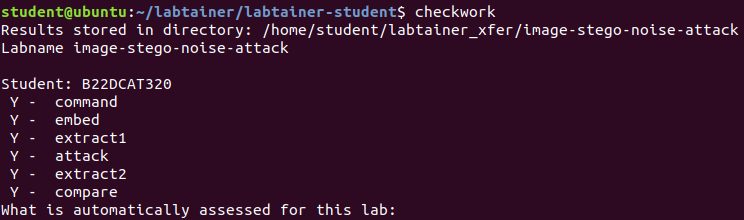 student@ubuntu:~/labtainer/labtainer-student$ checkwork
Results stored in directory: /home/student/labtainer_xfer/image-stego-noise-attack
Labname image-stego-noise-attack
Student: B22DCAT320
Y - command
Y - embed
Y - extract1
Y - attack
Y - extract2
Y - compare
What is automatically assessed for this lab: